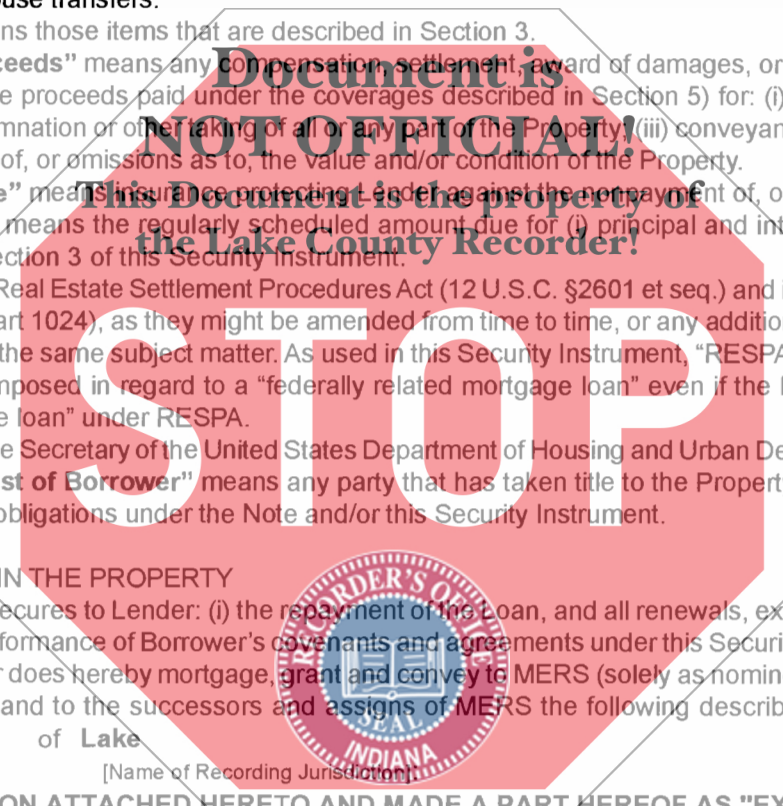 use transfers.
ns those items that are described in Section 3.
ceeds” means any compensation, settlement, award of damages, or
e proceeds paid under the coverages described in Section 5) for: (i)
mnation or other taking of all or any part of the Property; (iii) conveyan
of, or omissions as to, the value and/or condition of the Property.
e” means insurance protecting Lender against the nonpayment of, o
means the regularly scheduled amount due for (i) principal and int
ection 3 of this Security Instrument.
Real Estate Settlement Procedures Act (12 U.S.C. §2601 et seq.) and i
art 1024), as they might be amended from time to time, or any additio
the same subject matter. As used in this Security Instrument, “RESPA
mposed in regard to a “federally related mortgage loan” even if the
e loan” under RESPA.
e Secretary of the United States Department of Housing and Urban De
st of Borrower” means any party that has taken title to the Propert
obligations under the Note and/or this Security Instrument.
IN THE PROPERTY
ecures to Lender: (i) the repayment of the Loan, and all renewals, ex
formance of Borrower’s covenants and agreements under this Securi
r does hereby mortgage, grant and convey to MERS (solely as nomin
and to the successors and assigns of MERS the following describ
of Lake
[Name of Recording Jurisdiction]:
ON ATTACHED HERETO AND MADE A PART HEREOF AS "EX
Document is
NOT OFFICIAL!
This Document is the property of
the Lake County Recorder!
STOP
RECORDER'S OFFICE
SEAL
INDIANA